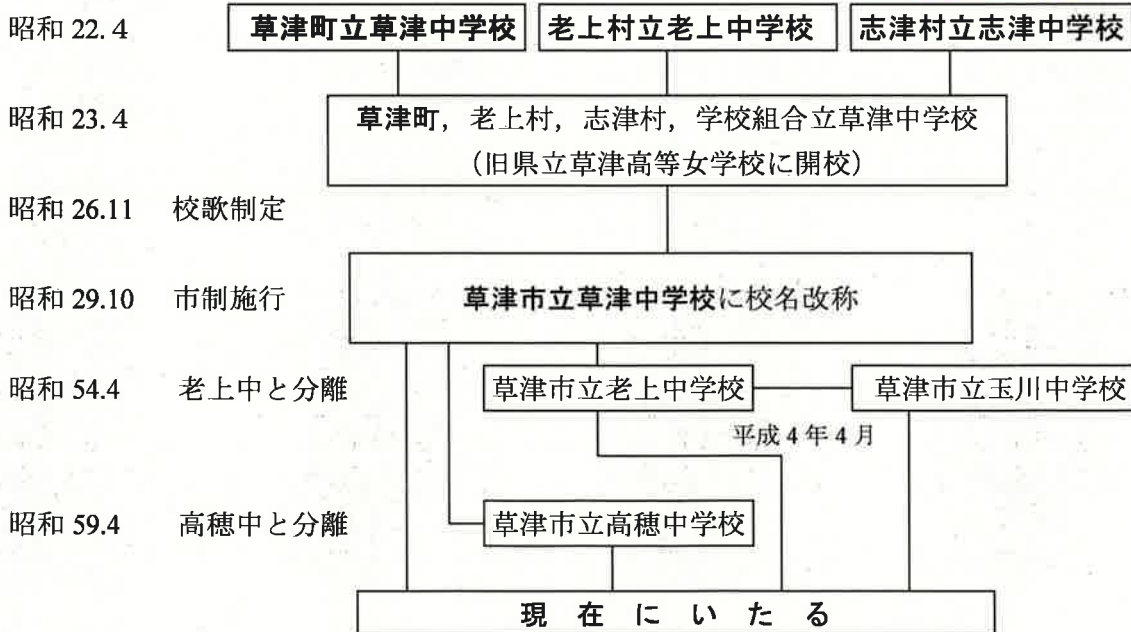 昭和 22.4 草津町立草津中学校 老上村立老上中学校 志津村立志津中学校
昭和 23.4 草津町，老上村，志津村，学校組合立草津中学校
（旧県立草津高等女学校に開校）
昭和 26.11 校歌制定
昭和 29.10 市制施行 草津市立草津中学校に校名改称
昭和 54.4 老上中と分離 草津市立老上中学校 草津市立玉川中学校
平成 4 年 4 月
昭和 59.4 高穂中と分離 草津市立高穂中学校
現在にいたる